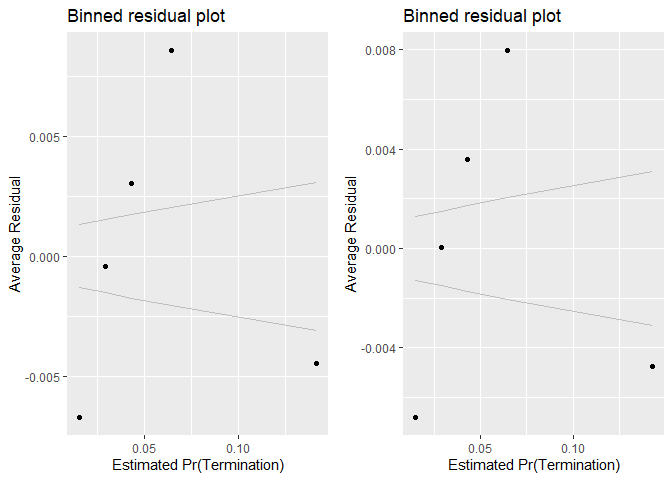 Binned residual plot
Average Residual
0.005
0.000
-0.005
0.05 0.10
Estimated Pr(Termination)
Binned residual plot
Average Residual
0.008
0.004
0.000
-0.004
0.05 0.10
Estimated Pr(Termination)